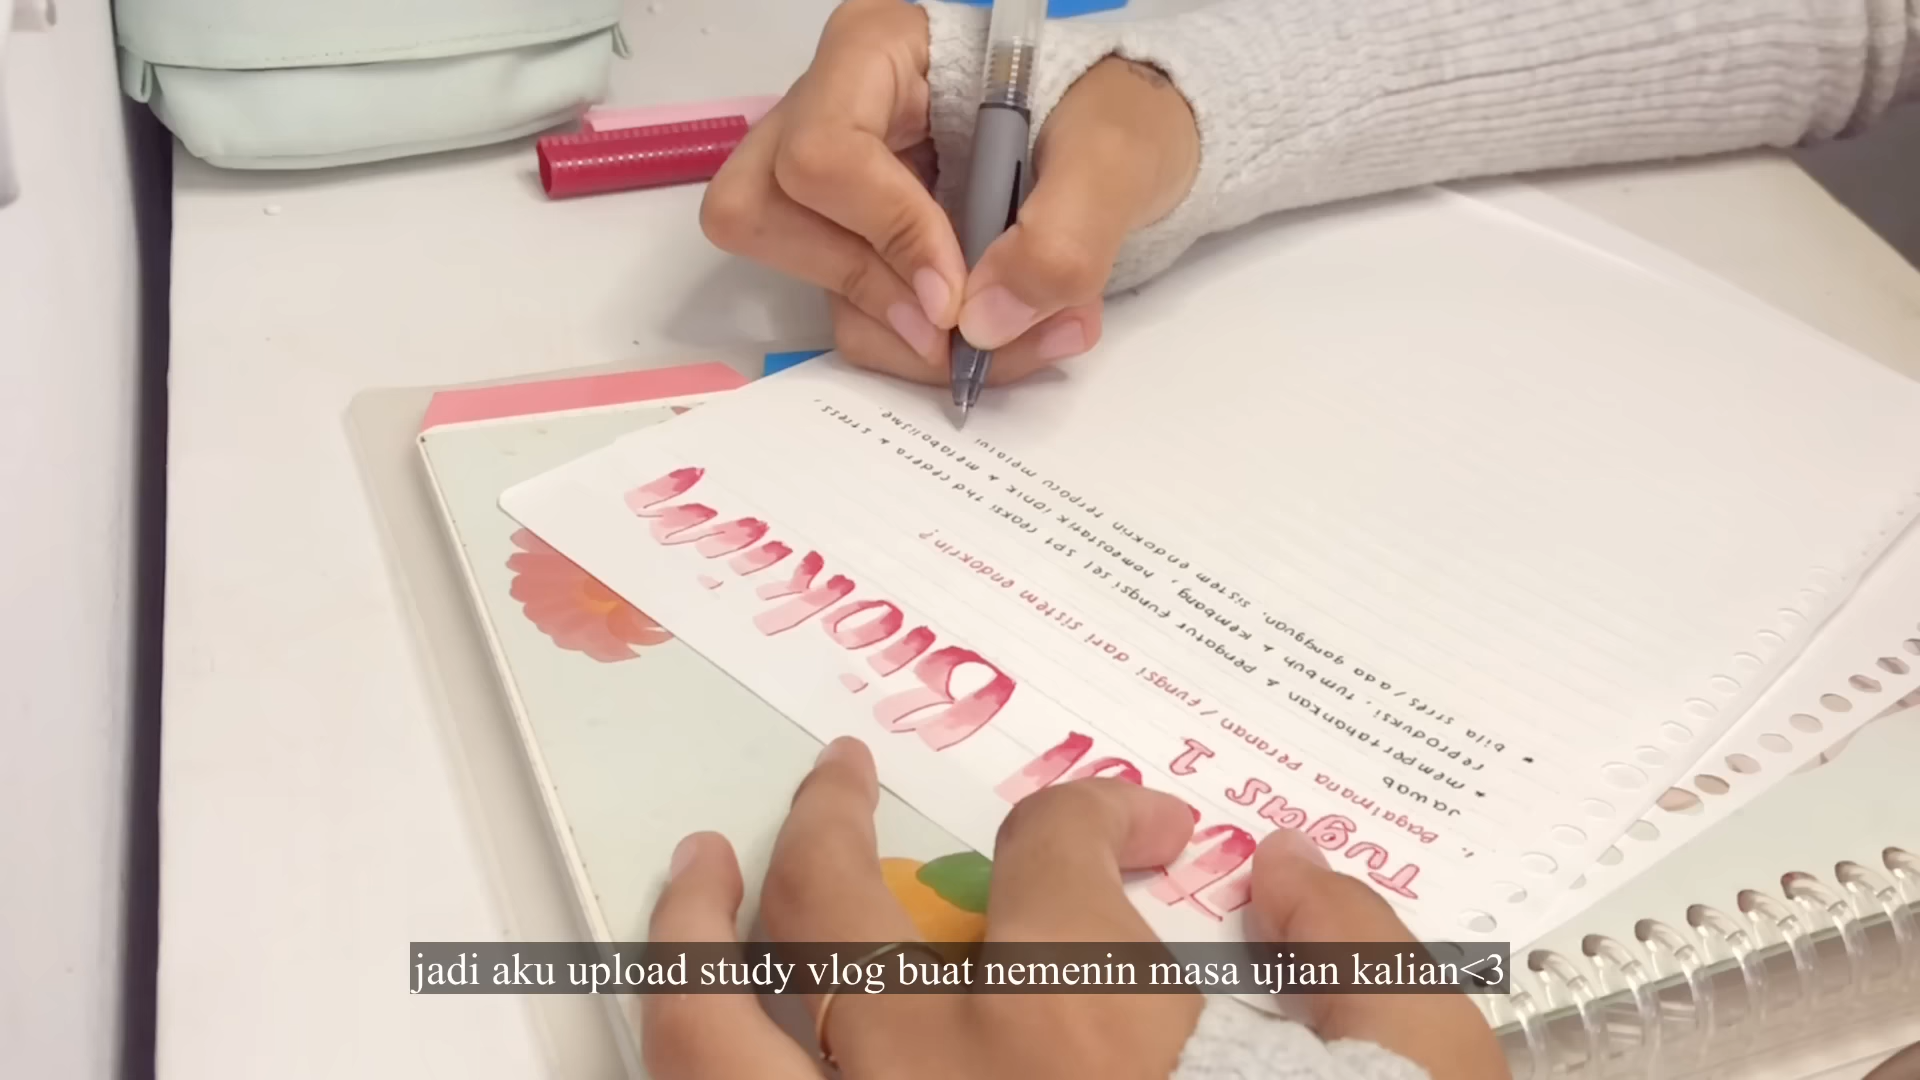 Biokim
Tugas 1
1. Bagaimana peranan / fungsi dari sistem endokrin?
Jawab
• mempertahankan & pengatur fungsi sel spt reaksi thd cedera & stress,
reproduksi, tumbuh & kembang, homeostatik ionik & metabolisme.
• bila stres/ada gangguan, sistem endokrin terpacu melalui
jadi aku upload study vlog buat nemenin masa ujian kalian<3